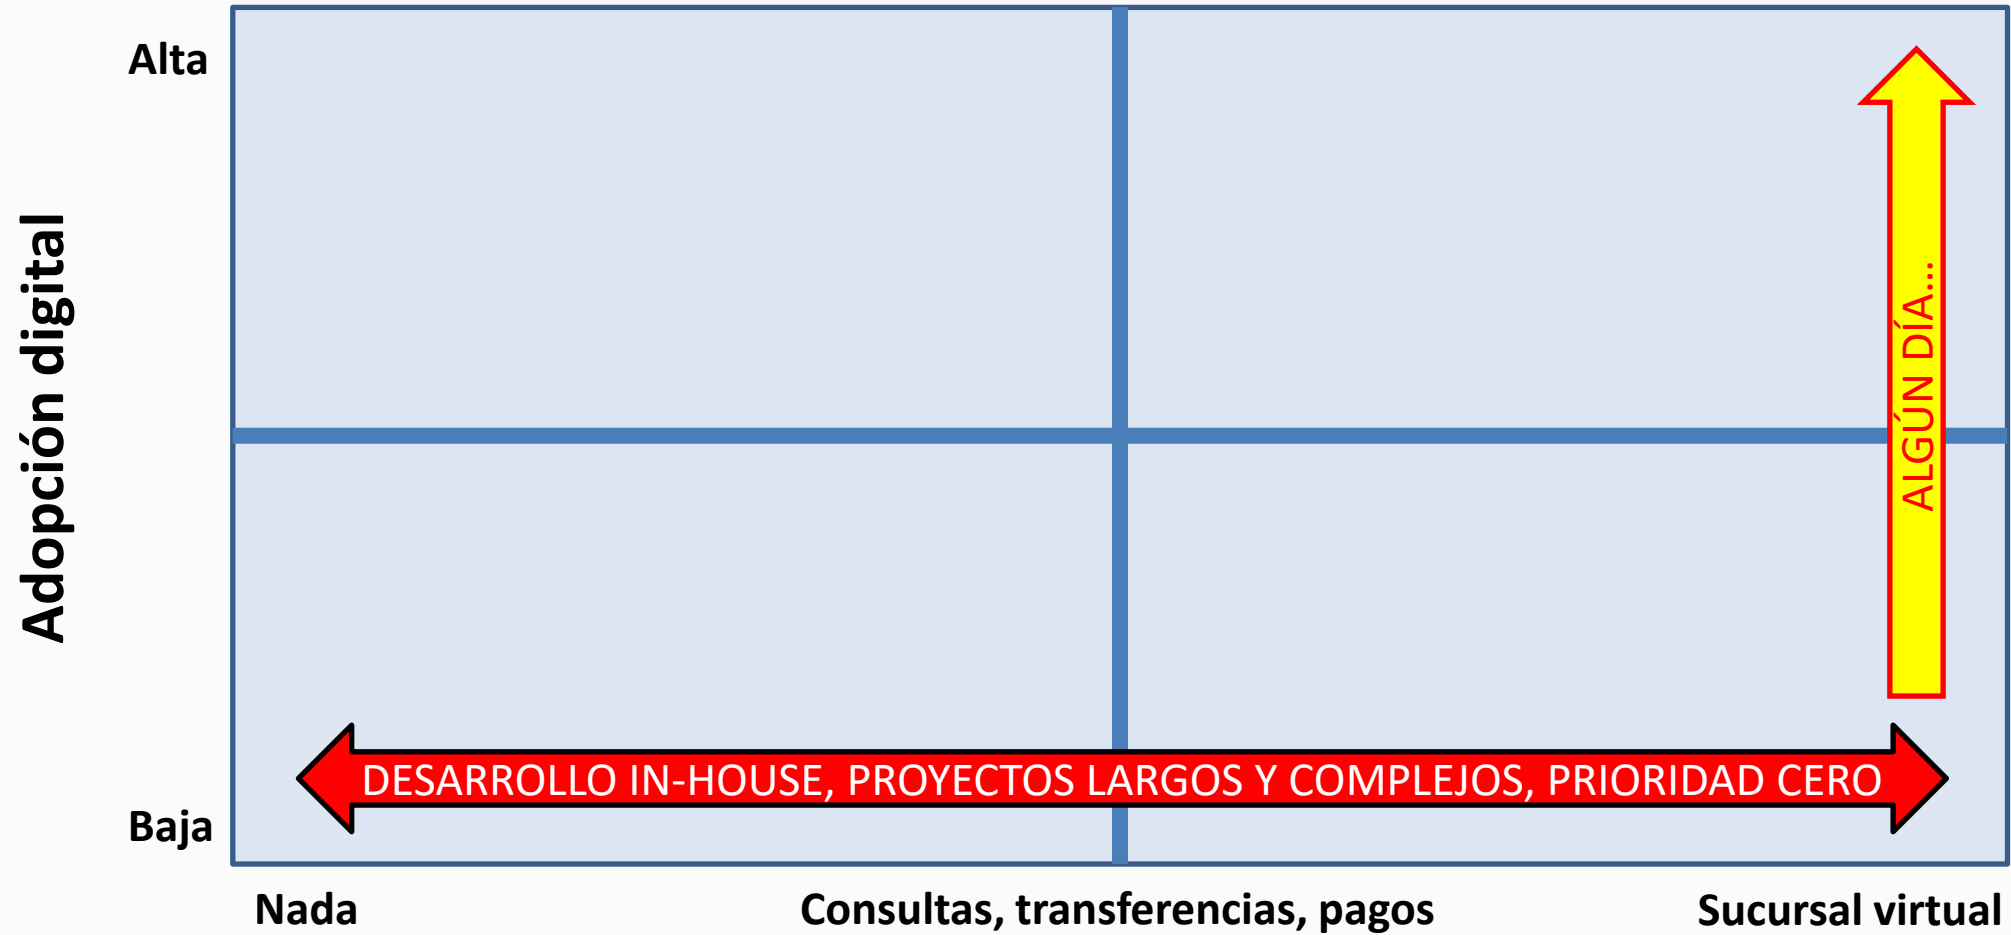 Alta
Adopción digital
ALGÚN DÍA...
DESARROLLO IN-HOUSE, PROYECTOS LARGOS Y COMPLEJOS, PRIORIDAD CERO
Baja
Nada
Consultas, transferencias, pagos
Sucursal virtual